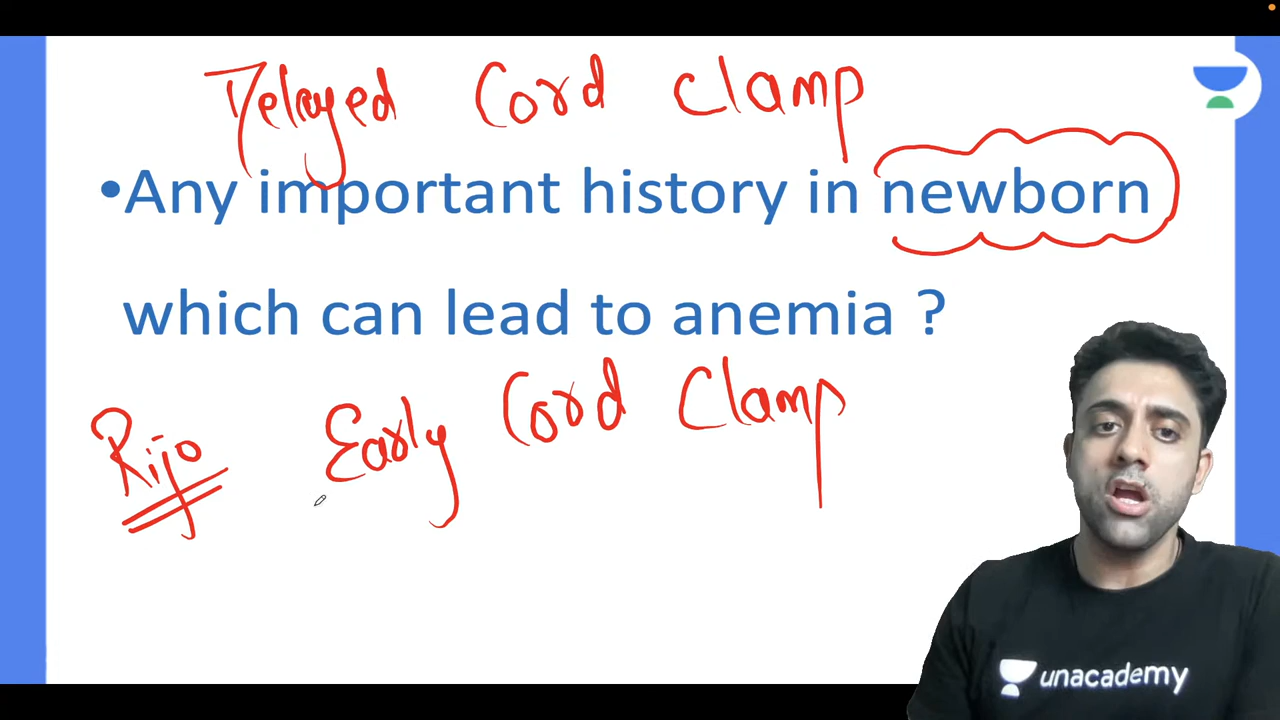 Delayed Cord Clamp
•Any important history in newborn
which can lead to anemia ?
Early Cord Clamp
Rijo
unacademy